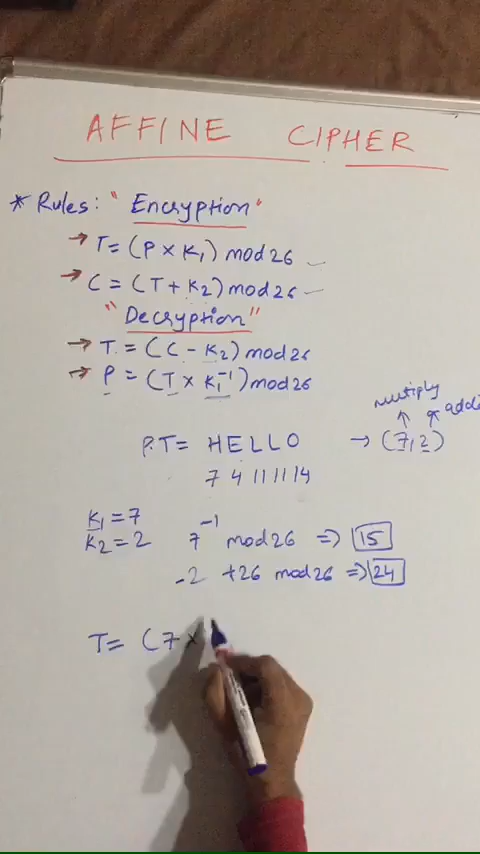 AFFINE CIPHER
* Rules: "Encryption"
→ T=(P×K₁) mod 26
→ C=(T+K₂) mod 26
"Decryption"
→ T=(C-K₂) mod 26
→ P=(T×K₁⁻¹) mod 26
multiply
P.T= HELLO → (7,2)
7 4 11 11 14
K₁=7
K₂=2 7⁻¹ mod 26 => 15
-2 +26 mod 26 => 24
T= (7×